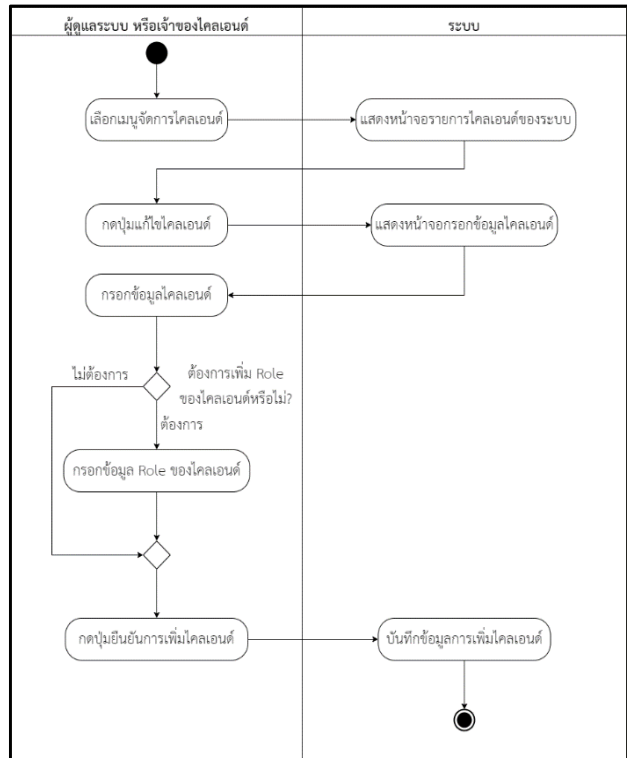 ผู้ดูแลระบบ หรือเจ้าของไคลเอนต์
ระบบ
เลือกเมนูจัดการไคลเอนต์
แสดงหน้าจอรายการไคลเอนต์ของระบบ
กดปุ่มแก้ไขไคลเอนต์
แสดงหน้าจอกรอกข้อมูลไคลเอนต์
กรอกข้อมูลไคลเอนต์
ไม่ต้องการ
ต้องการเพิ่ม Role
ของไคลเอนต์หรือไม่?
ต้องการ
กรอกข้อมูล Role ของไคลเอนต์
กดปุ่มยืนยันการเพิ่มไคลเอนต์
บันทึกข้อมูลการเพิ่มไคลเอนต์